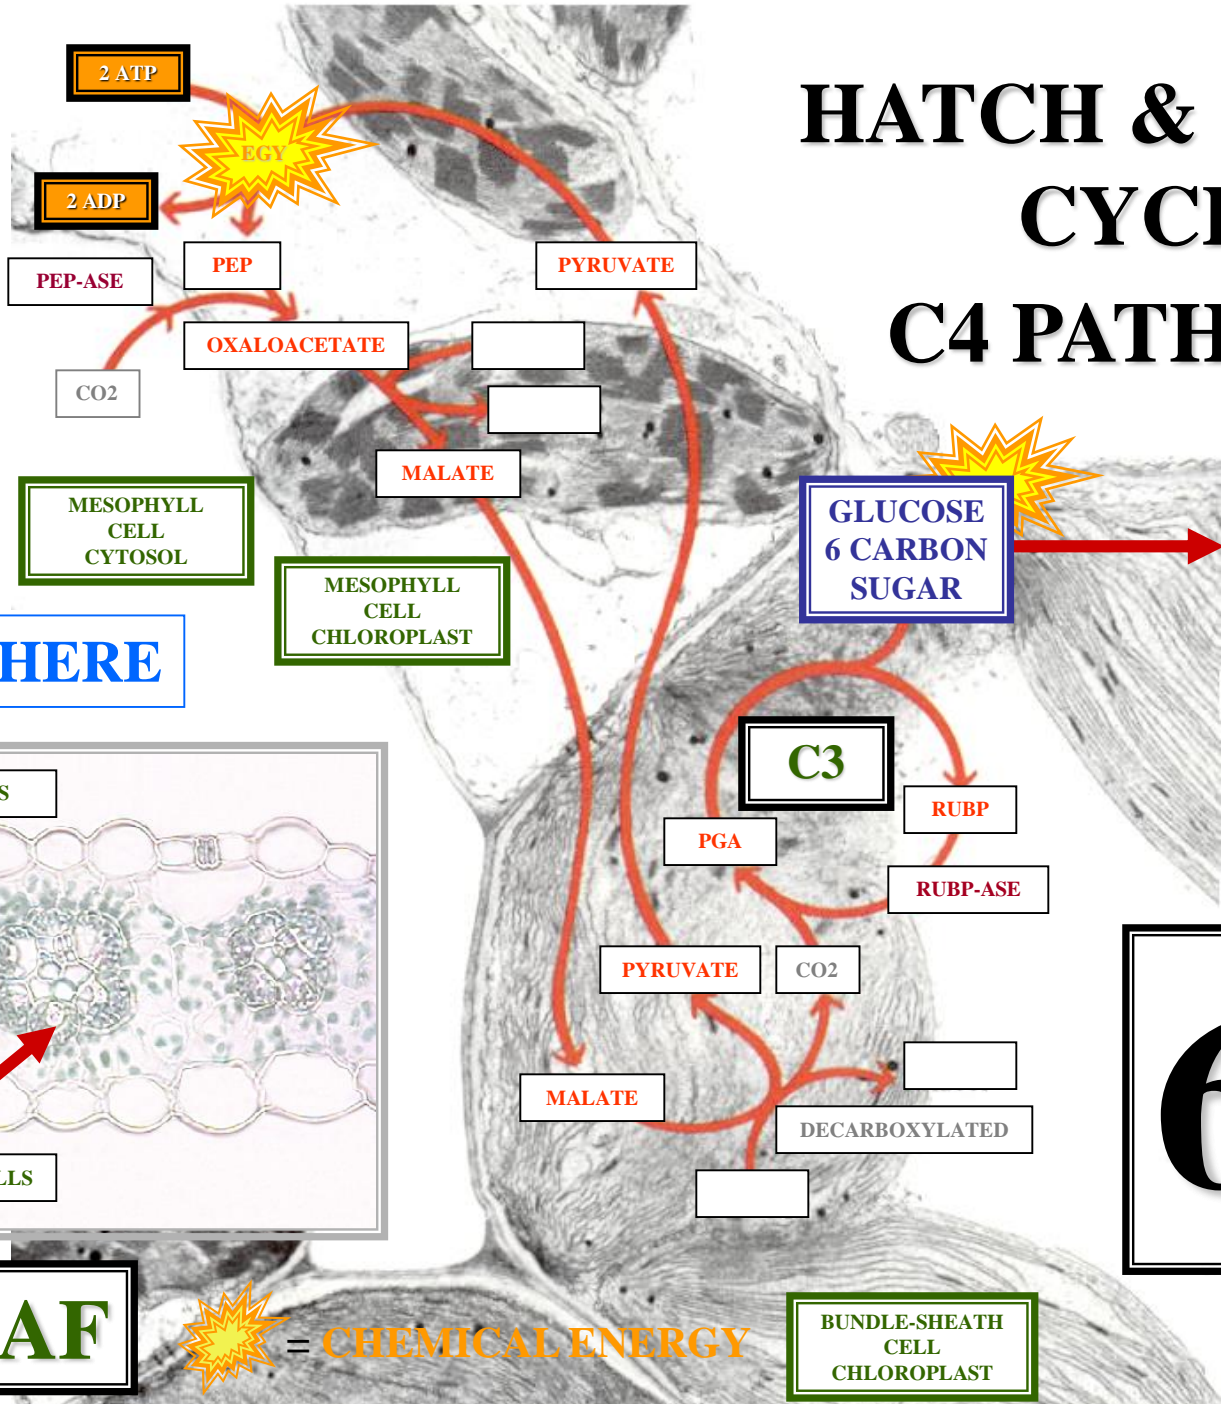 2 ATP
HATCH &
EGY
2 ADP
CYCL
PEP-ASE
PEP
PYRUVATE
OXALOACETATE
C4 PATH
CO2
MALATE
MESOPHYLL
CELL
CYTOSOL
GLUCOSE
6 CARBON
SUGAR
MESOPHYLL
CELL
CHLOROPLAST
HERE
C3
S
RUBP
PGA
RUBP-ASE
PYRUVATE
CO2
MALATE
DECARBOXYLATED
6
LLS
AF
= CHEMICAL ENERGY
BUNDLE-SHEATH
CELL
CHLOROPLAST